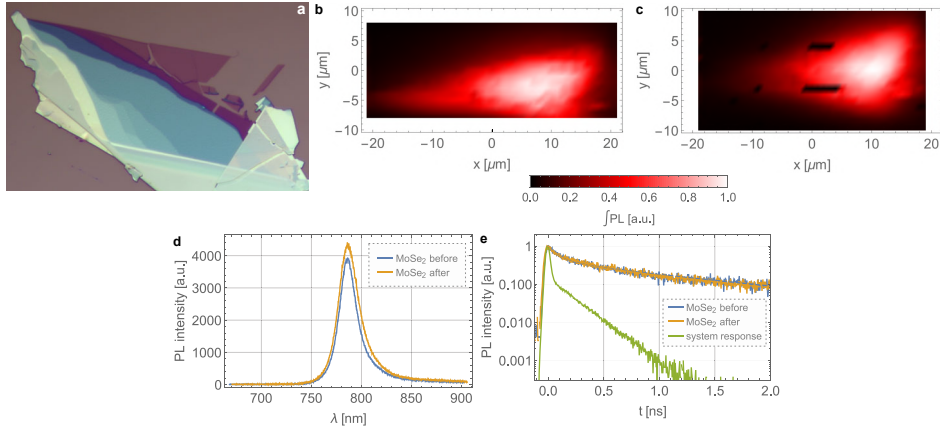 a
b
10
5
0
−5
−10
y [μm]
−20
−10
0
10
20
x [μm]
c
10
5
0
−5
−10
y [μm]
−20
−10
0
10
20
x [μm]
0.0 0.2 0.4 0.6 0.8 1.0
∫PL [a.u.]
d
4000
3000
2000
1000
0
PL intensity [a.u.]
MoSe₂ before
MoSe₂ after
700 750 800 850 900
λ [nm]
e
1
0.100
0.010
0.001
PL intensity [a.u.]
MoSe₂ before
MoSe₂ after
system response
0.0 0.5 1.0 1.5 2.0
t [ns]